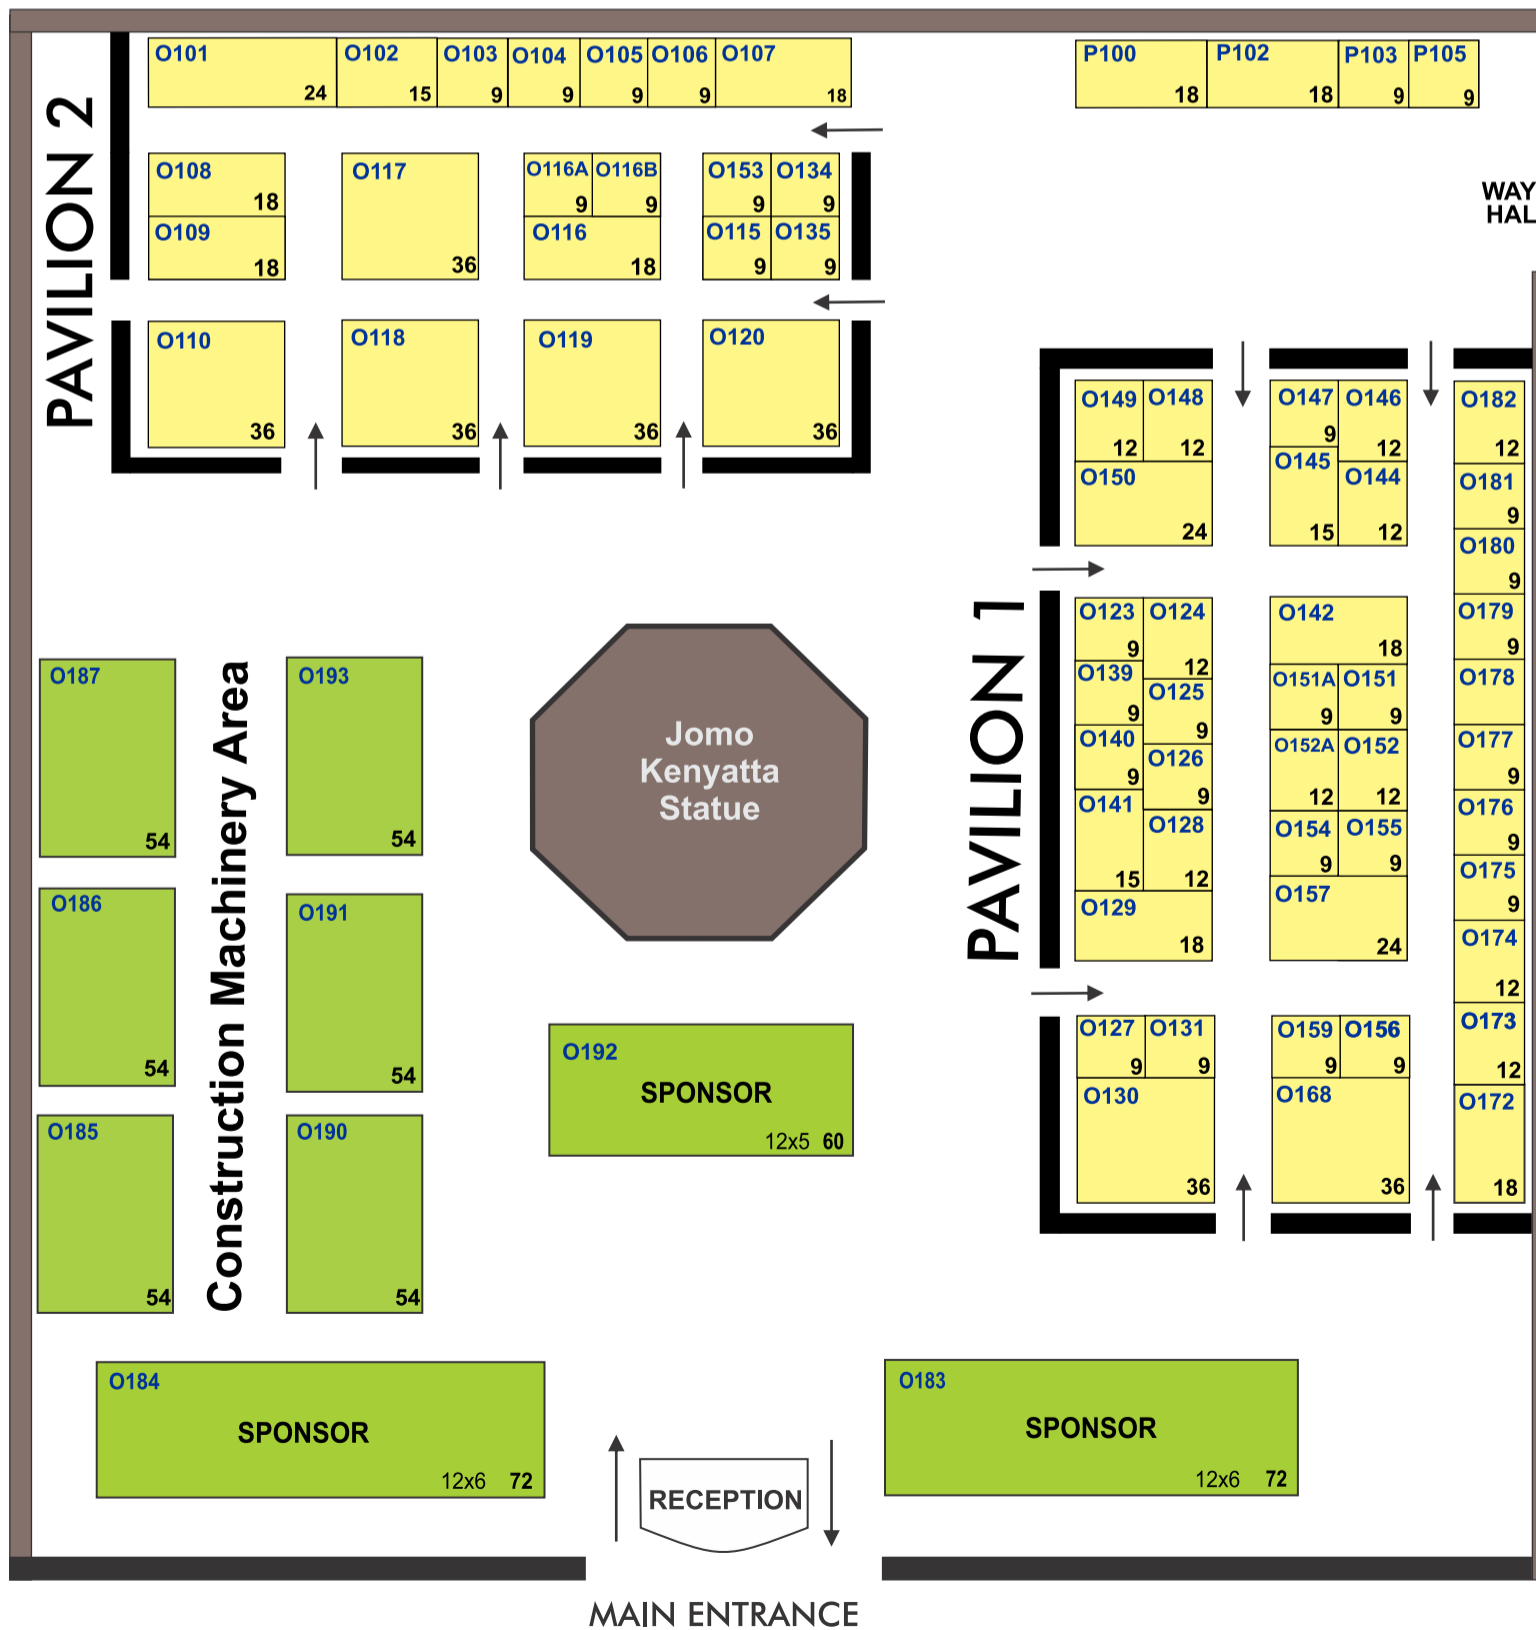 PAVILION 2
O101
24
O102
15
O103
9
O104
9
O105
9
O106
9
O107
18
P100
18
P102
18
P103
9
P105
9
O108
18
O109
18
O117
36
O116A
9
O116B
9
O116
18
O153
9
O134
9
O115
9
O135
9
WAY
HAL
O110
36
O118
36
O119
36
O120
36
PAVILION 1
O149
12
O148
12
O150
24
O147
9
O146
12
O145
15
O144
12
O182
12
O181
9
O180
9
O179
9
O178
O177
9
O176
9
O175
9
O174
12
O173
12
O172
18
O123
9
O124
12
O139
9
O125
9
O140
9
O126
9
O141
15
O128
12
O129
18
O142
18
O151A
9
O151
9
O152A
12
O152
12
O154
9
O155
9
O157
24
O127
9
O131
9
O130
36
O159
9
O156
9
O168
36
Construction Machinery Area
O187
54
O193
54
O186
54
O191
54
O185
54
O190
54
Jomo
Kenyatta
Statue
O192
SPONSOR
12x5 60
O184
SPONSOR
12x6 72
O183
SPONSOR
12x6 72
RECEPTION
MAIN ENTRANCE